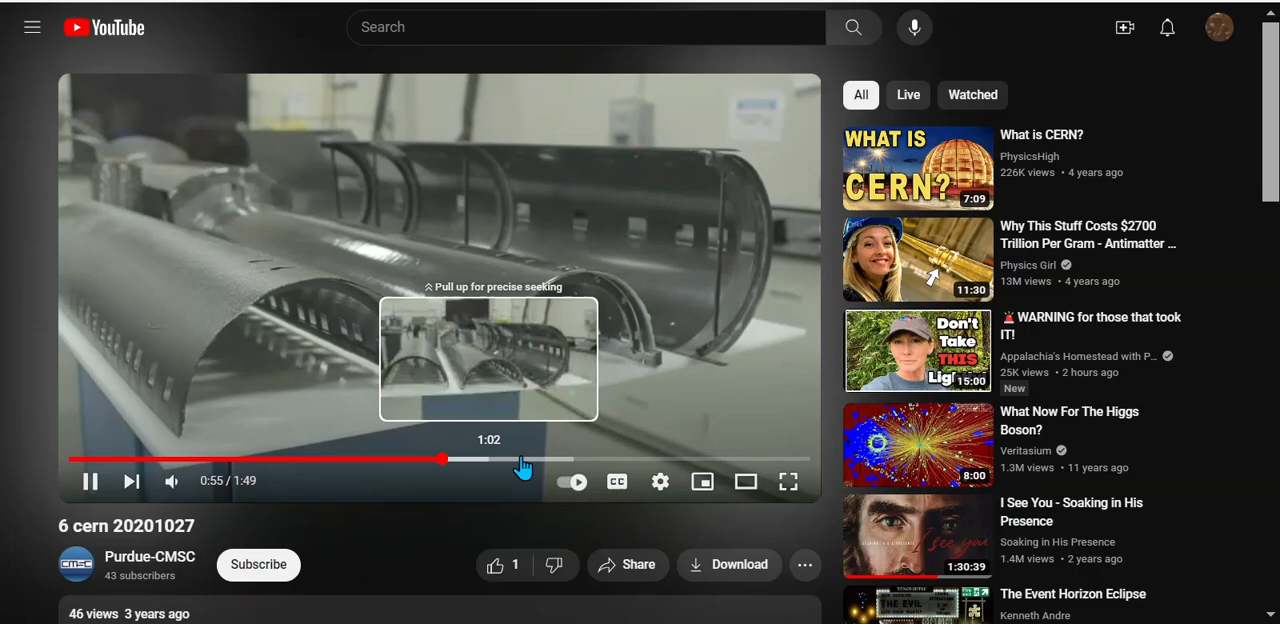 YouTube
Search
All
Live
Watched
WHAT IS
CERN?
7:09
What is CERN?
PhysicsHigh
226K views • 4 years ago
11:30
Why This Stuff Costs $2700
Trillion Per Gram - Antimatter ...
Physics Girl
13M views • 4 years ago
Don't
Take
THIS
Lig
15:00
🚨WARNING for those that took
IT!
Appalachia's Homestead with P...
25K views • 2 hours ago
New
8:00
What Now For The Higgs
Boson?
Veritasium
1.3M views • 11 years ago
I see you
1:30:39
I See You - Soaking in His
Presence
Soaking in His Presence
1.4M views • 2 years ago
THE EVIL
The Event Horizon Eclipse
Kenneth Andre
Pull up for precise seeking
1:02
0:55 / 1:49
CC
6 cern 20201027
CMSC
Purdue-CMSC
43 subscribers
Subscribe
1
Share
Download
46 views 3 years ago